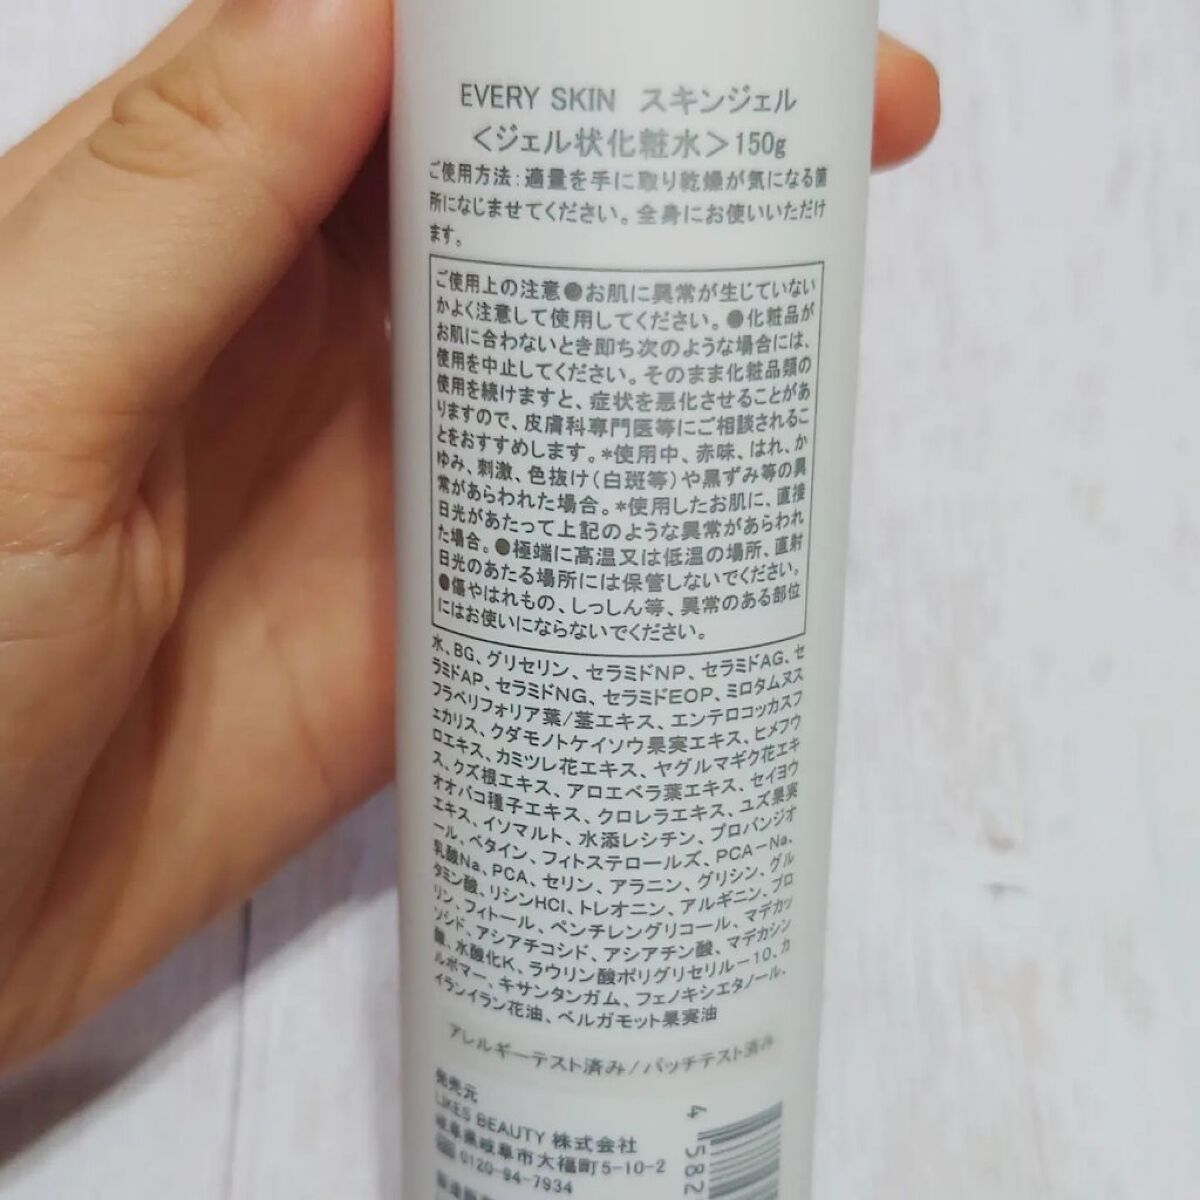 EVERY SKIN スキンジェル
＜ジェル状化粧水＞150g
ご使用方法：適量を手に取り乾燥が気になる箇
所になじませてください。全身にお使いいただけ
ます。
ご使用上の注意●お肌に異常が生じていない
かよく注意して使用してください。●化粧品が
お肌に合わないとき即ち次のような場合には、
使用を中止してください。そのまま化粧品類の
使用を続けますと、症状を悪化させることがあ
りますので、皮膚科専門医等にご相談されるこ
とをおすすめします。*使用中、赤味、はれ、か
ゆみ、刺激、色抜け(白斑等)や黒ずみ等の異
常があらわれた場合。*使用したお肌に、直接
日光があたって上記のような異常があらわれ
た場合。●極端に高温又は低温の場所、直射
日光のあたる場所には保管しないでください。
●傷やはれもの、しっしん等、異常のある部位
にはお使いにならないでください。
水、BG、グリセリン、セラミドNP、セラミドAG、セ
ラミドAP、セラミドNG、セラミドEOP、ミロタムヌス
フラベリフォリア葉/茎エキス、エンテロコッカスフ
ェカリス、クダモノトケイソウ果実エキス、ヒメフウ
ロエキス、カミツレ花エキス、ヤグルマギク花エキ
ス、クズ根エキス、アロエベラ葉エキス、セイヨウ
オオバコ種子エキス、クロレラエキス、ユズ果実
エキス、イソマルト、水添レシチン、プロパンジオ
ール、ベタイン、フィトステロールズ、PCA－Na、
乳酸Na、PCA、セリン、アラニン、グリシン、グル
タミン酸、リシンHCl、トレオニン、アルギニン、プロ
リン、フィトール、ペンチレングリコール、マデカッ
ソシド、アシアチコシド、アシアチン酸、マデカシン
酸、水酸化K、ラウリン酸ポリグリセリル－10、カ
ルボマー、キサンタンガム、フェノキシエタノール、
イランイラン花油、ベルガモット果実油
アレルギーテスト済み/パッチテスト済み
発売元
LIKES BEAUTY 株式会社
岐阜県岐阜市大福町5-10-2
0120-94-7934
4 582